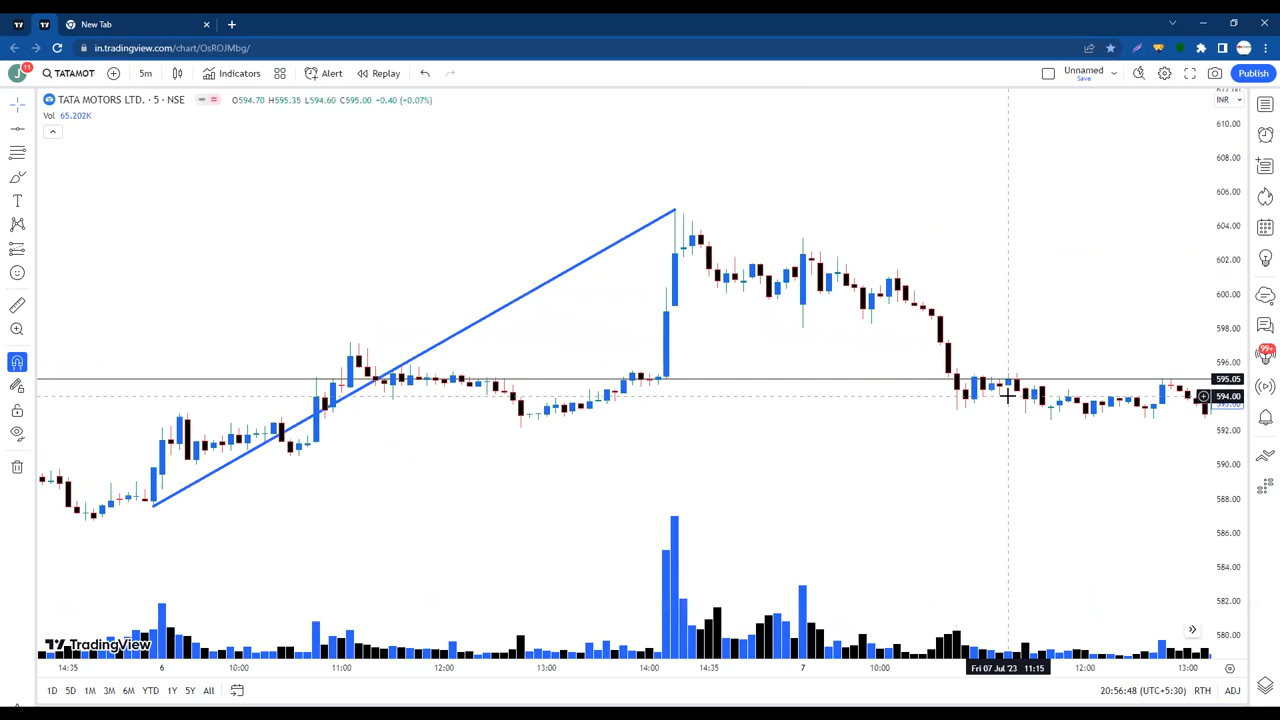 New Tab
in.tradingview.com/chart/OsROJMbg/
J 11 TATAMOT 5m Indicators Alert Replay Unnamed Save Publish
TATA MOTORS LTD. · 5 · NSE O594.70 H595.35 L594.60 C595.00 +0.40 (+0.07%) INR
Vol 65.202K
610.00
608.00
606.00
604.00
602.00
600.00
598.00
596.00
595.05
594.00
592.00
590.00
588.00
586.00
584.00
582.00
580.00
99+
TradingView
14:35 6 10:00 11:00 12:00 13:00 14:00 14:35 7 10:00 Fri 07 Jul '23 11:15 12:00 13:00
1D 5D 1M 3M 6M YTD 1Y 5Y All 20:56:48 (UTC+5:30) RTH ADJ